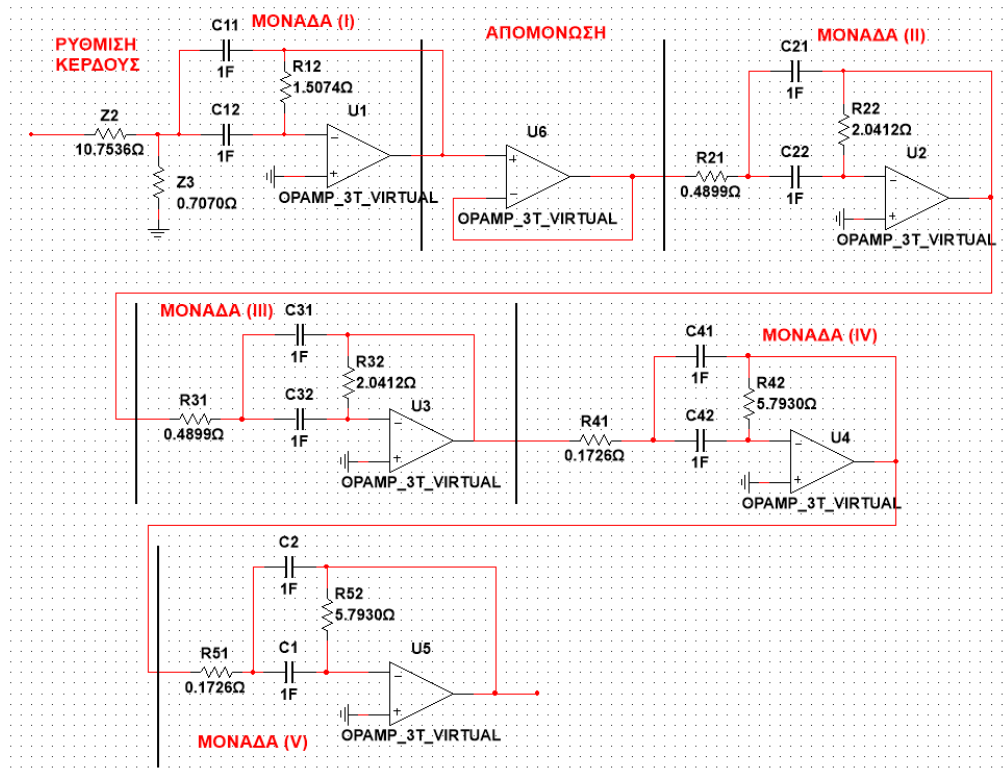 ΡΥΘΜΙΣΗ
ΚΕΡΔΟΥΣ
Z2
10.7536Ω
Z3
0.7070Ω
C11
1F
ΜΟΝΑΔΑ (I)
R12
1.5074Ω
C12
1F
U1
OPAMP_3T_VIRTUAL
ΑΠΟΜΟΝΩΣΗ
U6
OPAMP_3T_VIRTUAL
ΜΟΝΑΔΑ (II)
C21
1F
R22
2.0412Ω
R21
0.4899Ω
C22
1F
U2
OPAMP_3T_VIRTUAL
ΜΟΝΑΔΑ (III)
C31
1F
R32
2.0412Ω
R31
0.4899Ω
C32
1F
U3
OPAMP_3T_VIRTUAL
ΜΟΝΑΔΑ (IV)
C41
1F
R42
5.7930Ω
R41
0.1726Ω
C42
1F
U4
OPAMP_3T_VIRTUAL
C2
1F
R52
5.7930Ω
R51
0.1726Ω
C1
1F
U5
OPAMP_3T_VIRTUAL
ΜΟΝΑΔΑ (V)